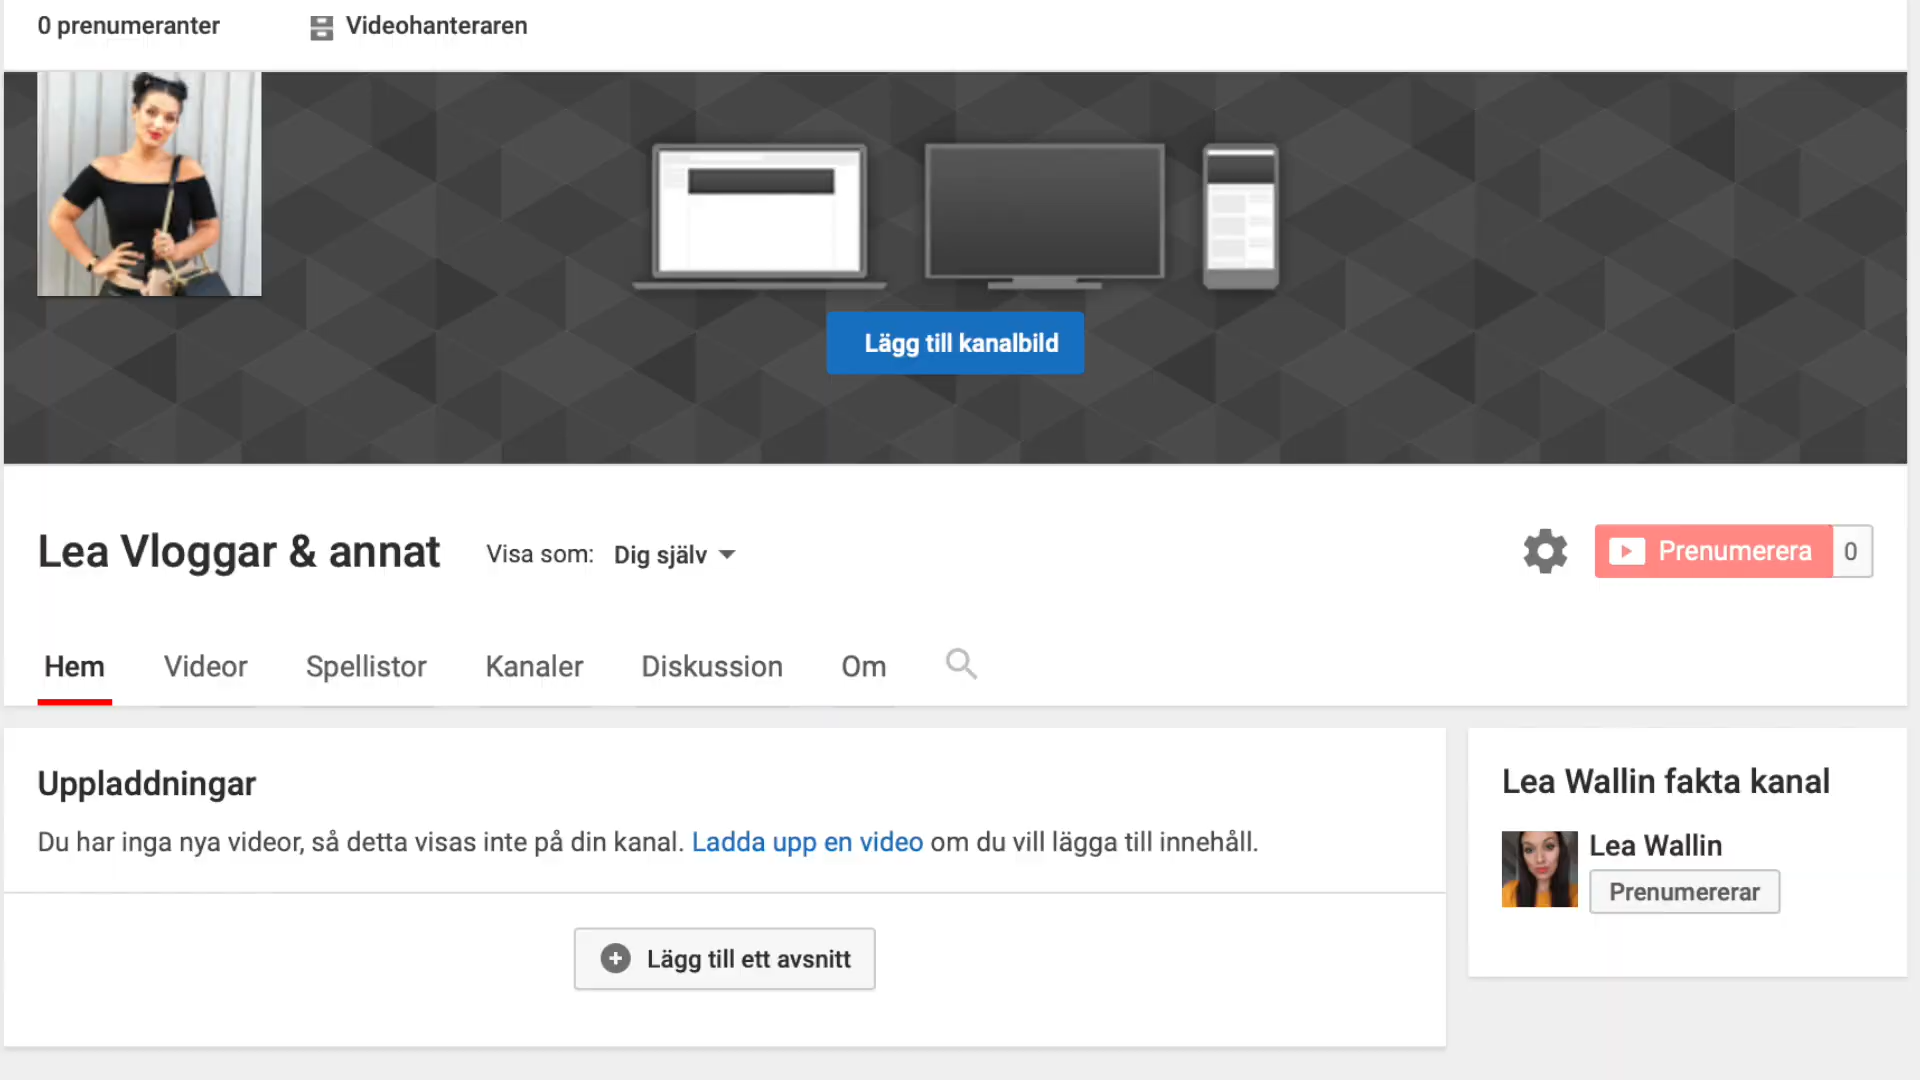 0 prenumeranter Videohanteraren
Lägg till kanalbild
Lea Vloggar & annat Visa som: Dig själv Prenumerera 0
Hem Videor Spellistor Kanaler Diskussion Om
Uppladdningar
Du har inga nya videor, så detta visas inte på din kanal. Ladda upp en video om du vill lägga till innehåll.
Lägg till ett avsnitt
Lea Wallin fakta kanal
Lea Wallin
Prenumererar